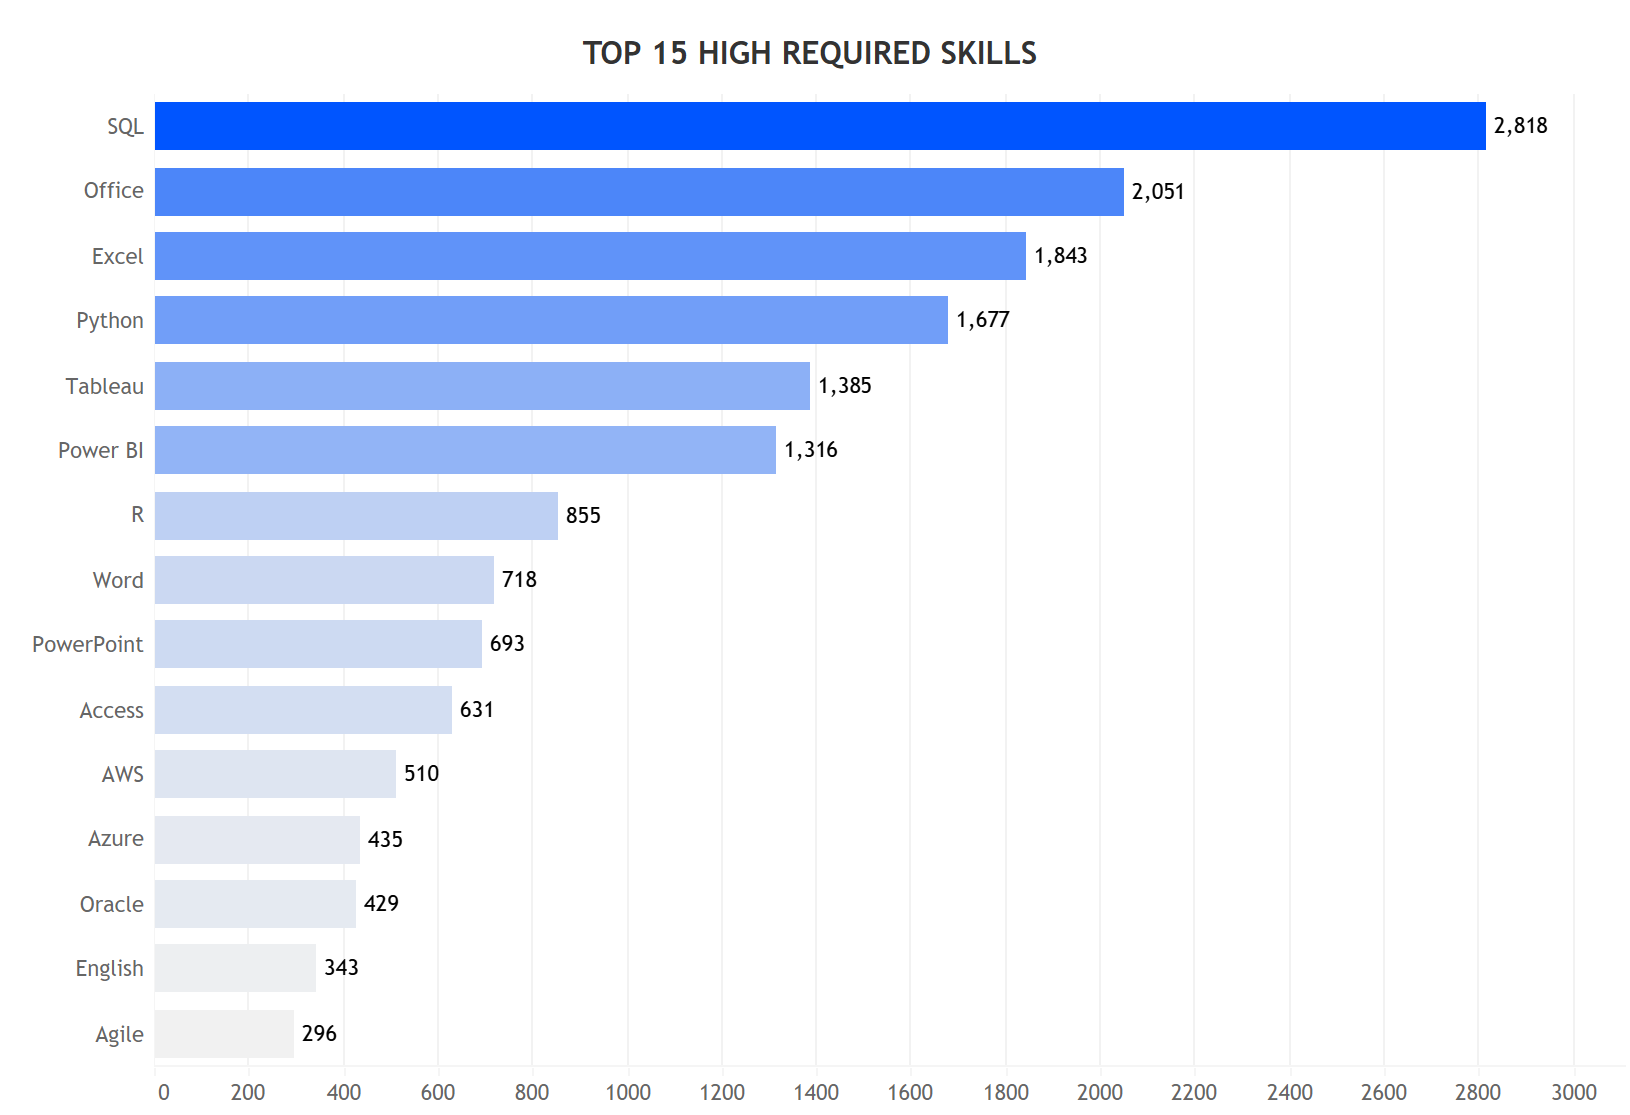 TOP 15 HIGH REQUIRED SKILLS
SQL 2,818
Office 2,051
Excel 1,843
Python 1,677
Tableau 1,385
Power BI 1,316
R 855
Word 718
PowerPoint 693
Access 631
AWS 510
Azure 435
Oracle 429
English 343
Agile 296
0 200 400 600 800 1000 1200 1400 1600 1800 2000 2200 2400 2600 2800 3000